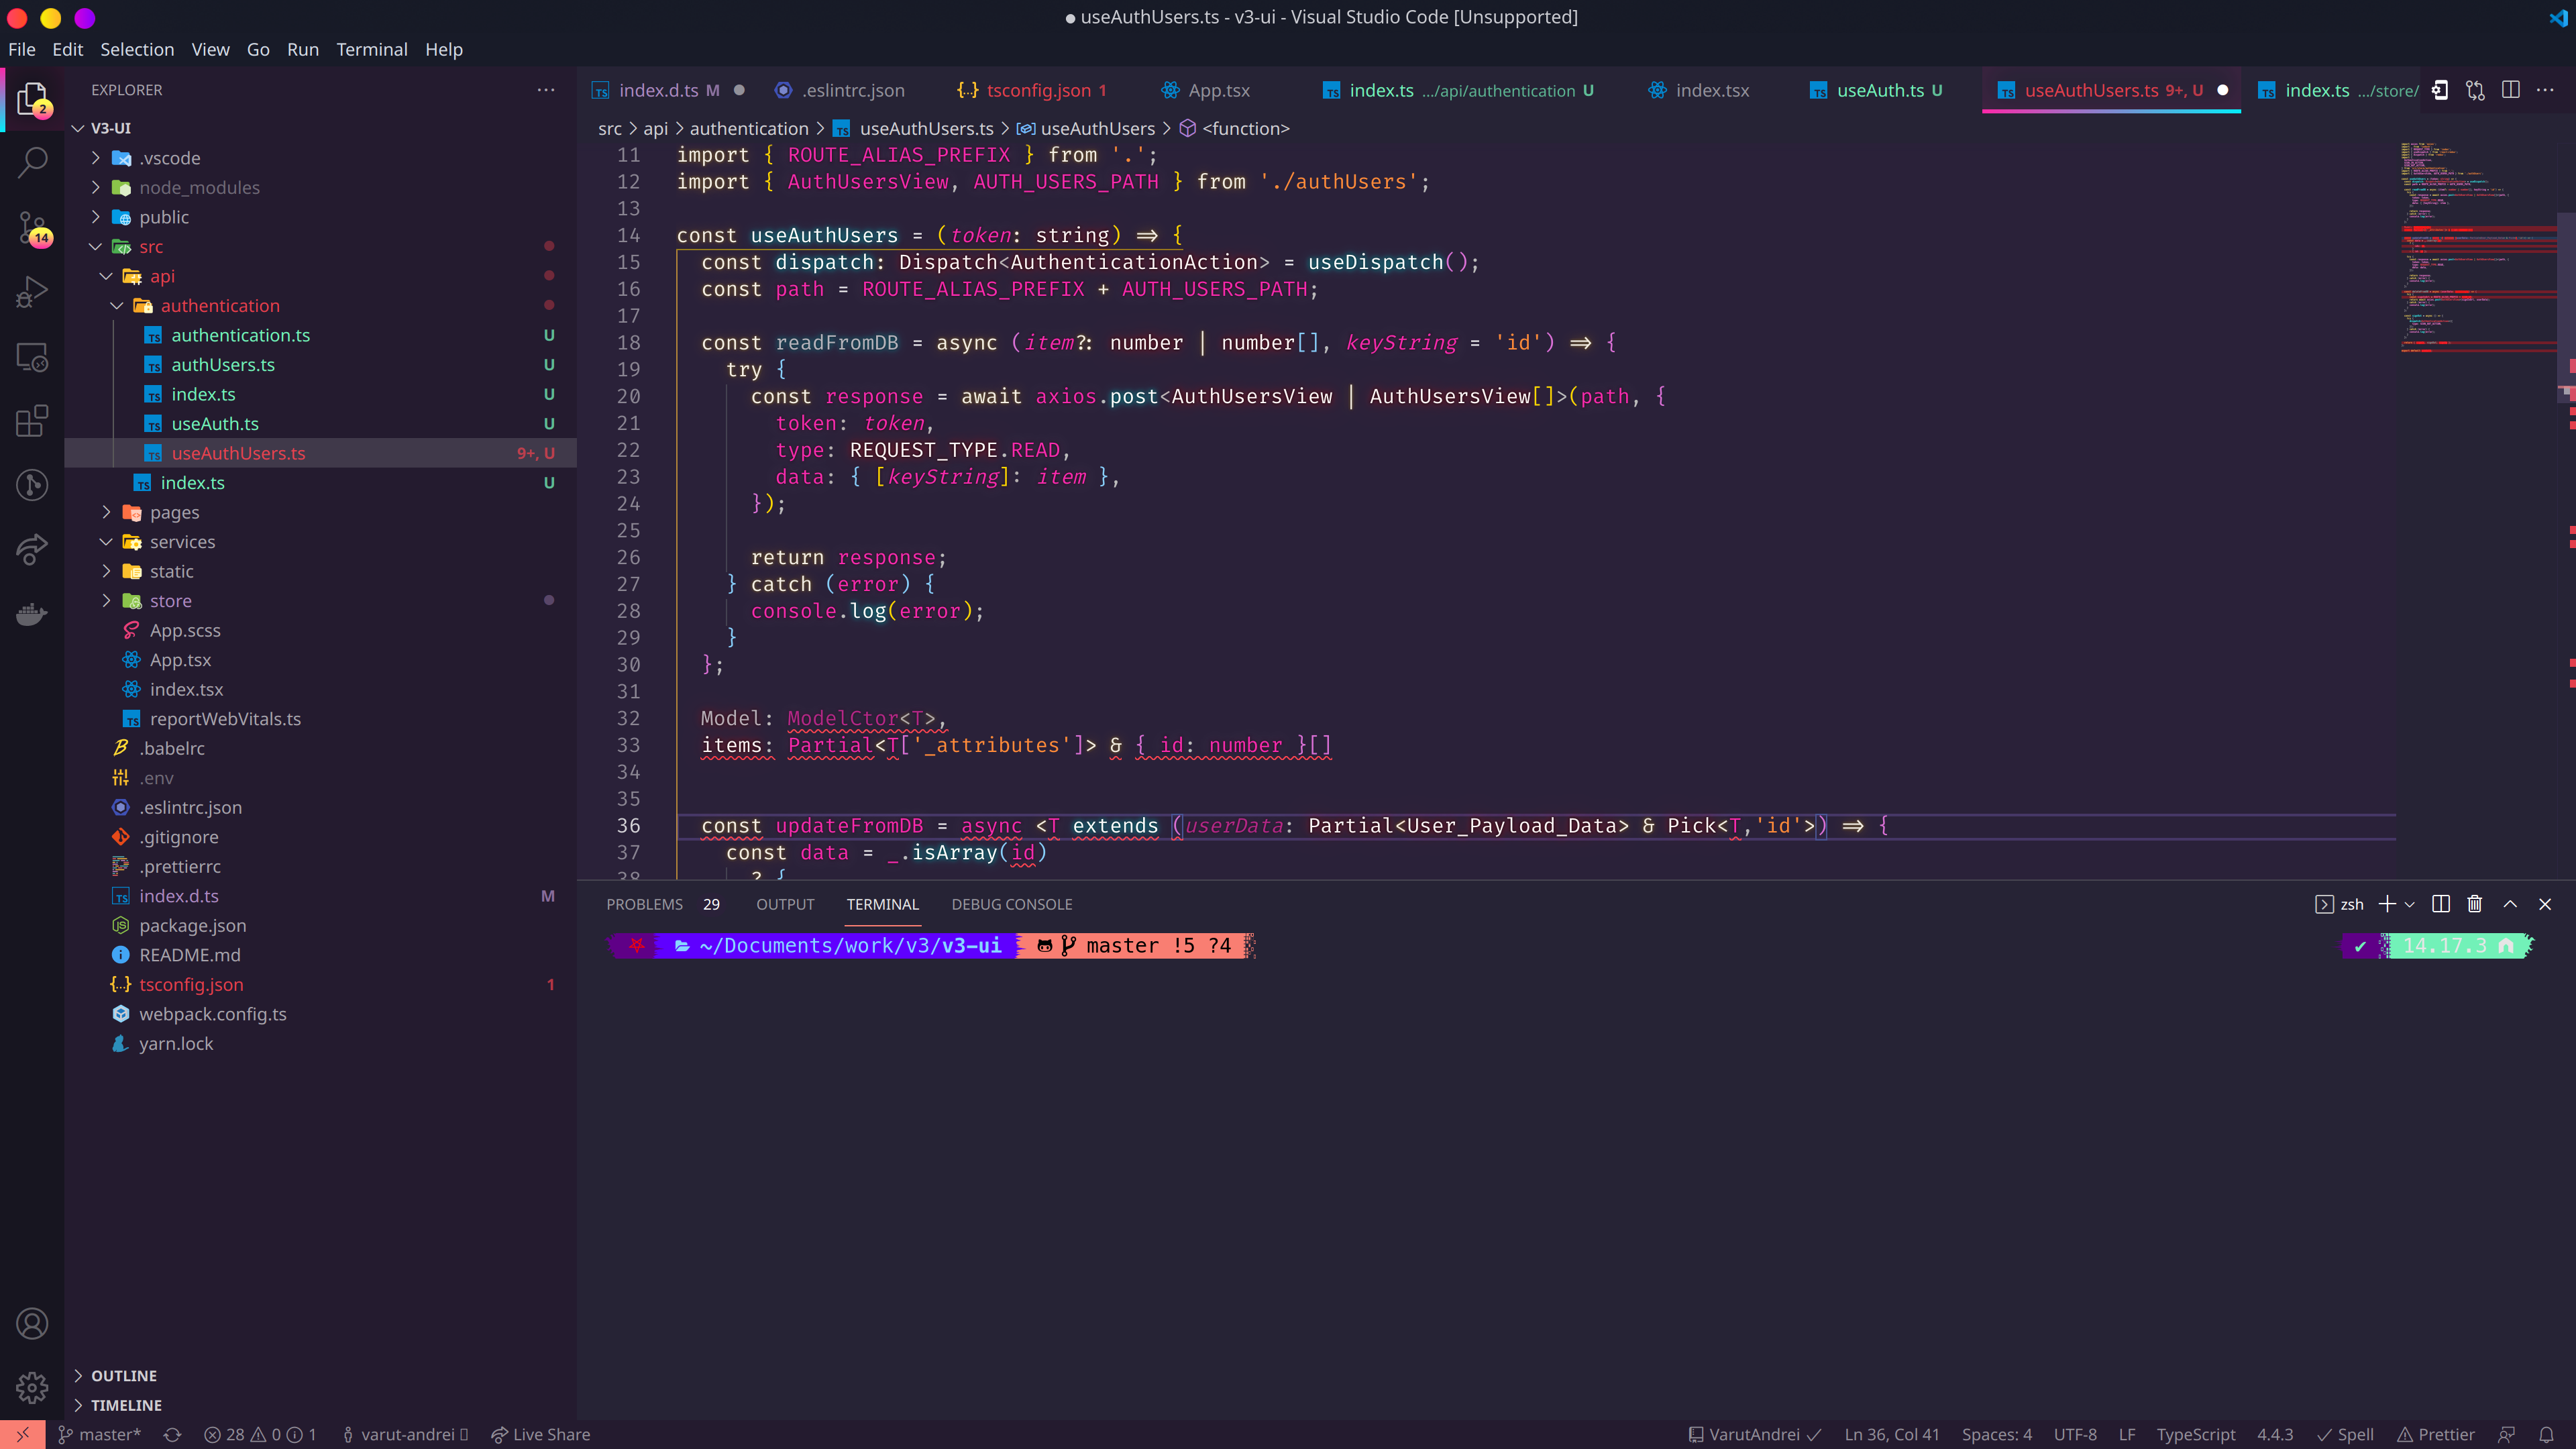 ● useAuthUsers.ts - v3-ui - Visual Studio Code [Unsupported]
File Edit Selection View Go Run Terminal Help
EXPLORER
2
14
V3-UI
.vscode
node_modules
public
src
api
authentication
authentication.ts U
authUsers.ts U
index.ts U
useAuth.ts U
useAuthUsers.ts 9+, U
index.ts U
pages
services
static
store
App.scss
App.tsx
index.tsx
reportWebVitals.ts
.babelrc
.env
.eslintrc.json
.gitignore
.prettierrc
index.d.ts M
package.json
README.md
tsconfig.json 1
webpack.config.ts
yarn.lock
OUTLINE
TIMELINE
index.d.ts M ● .eslintrc.json tsconfig.json 1 App.tsx index.ts .../api/authentication U index.tsx useAuth.ts U useAuthUsers.ts 9+, U ● index.ts .../store/
src > api > authentication > useAuthUsers.ts > useAuthUsers > <function>
11 import { ROUTE_ALIAS_PREFIX } from '.';
12 import { AuthUsersView, AUTH_USERS_PATH } from './authUsers';
13
14 const useAuthUsers = (token: string) => {
15 const dispatch: Dispatch<AuthenticationAction> = useDispatch();
16 const path = ROUTE_ALIAS_PREFIX + AUTH_USERS_PATH;
17
18 const readFromDB = async (item?: number | number[], keyString = 'id') => {
19 try {
20 const response = await axios.post<AuthUsersView | AuthUsersView[]>(path, {
21 token: token,
22 type: REQUEST_TYPE.READ,
23 data: { [keyString]: item },
24 });
25
26 return response;
27 } catch (error) {
28 console.log(error);
29 }
30 };
31
32 Model: ModelCtor<T>,
33 items: Partial<T['_attributes']> & { id: number }[]
34
35
36 const updateFromDB = async <T extends (userData: Partial<User_Payload_Data> & Pick<T,'id'>) => {
37 const data = _.isArray(id)
38 ? {
PROBLEMS 29 OUTPUT TERMINAL DEBUG CONSOLE zsh
~/Documents/work/v3/v3-ui master !5 ?4 ✔ 14.17.3
master* 28 0 1 varut-andrei Live Share VarutAndrei ✓ Ln 36, Col 41 Spaces: 4 UTF-8 LF TypeScript 4.4.3 ✓ Spell Prettier